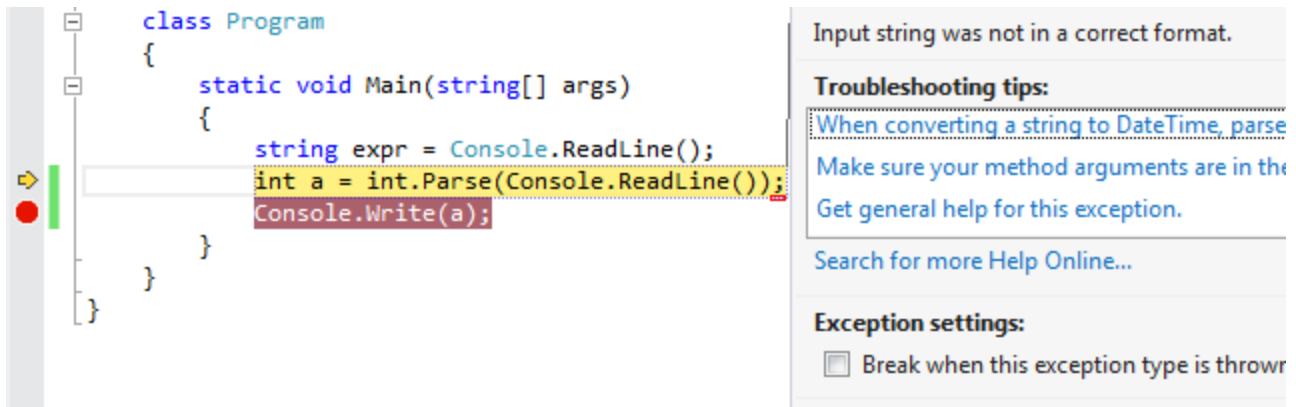 class Program
{
static void Main(string[] args)
{
string expr = Console.ReadLine();
int a = int.Parse(Console.ReadLine());
Console.Write(a);
}
}
}
Input string was not in a correct format.
Troubleshooting tips:
When converting a string to DateTime, parse
Make sure your method arguments are in the
Get general help for this exception.
Search for more Help Online...
Exception settings:
Break when this exception type is thrown